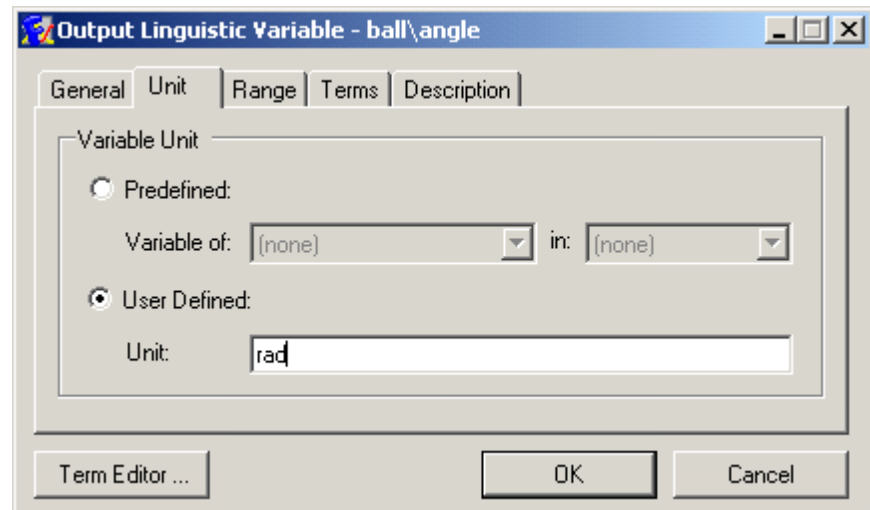 Output Linguistic Variable - ball\angle
General Unit Range Terms Description
Variable Unit
Predefined:
Variable of: (none) in: (none)
User Defined:
Unit: rad
Term Editor ... OK Cancel